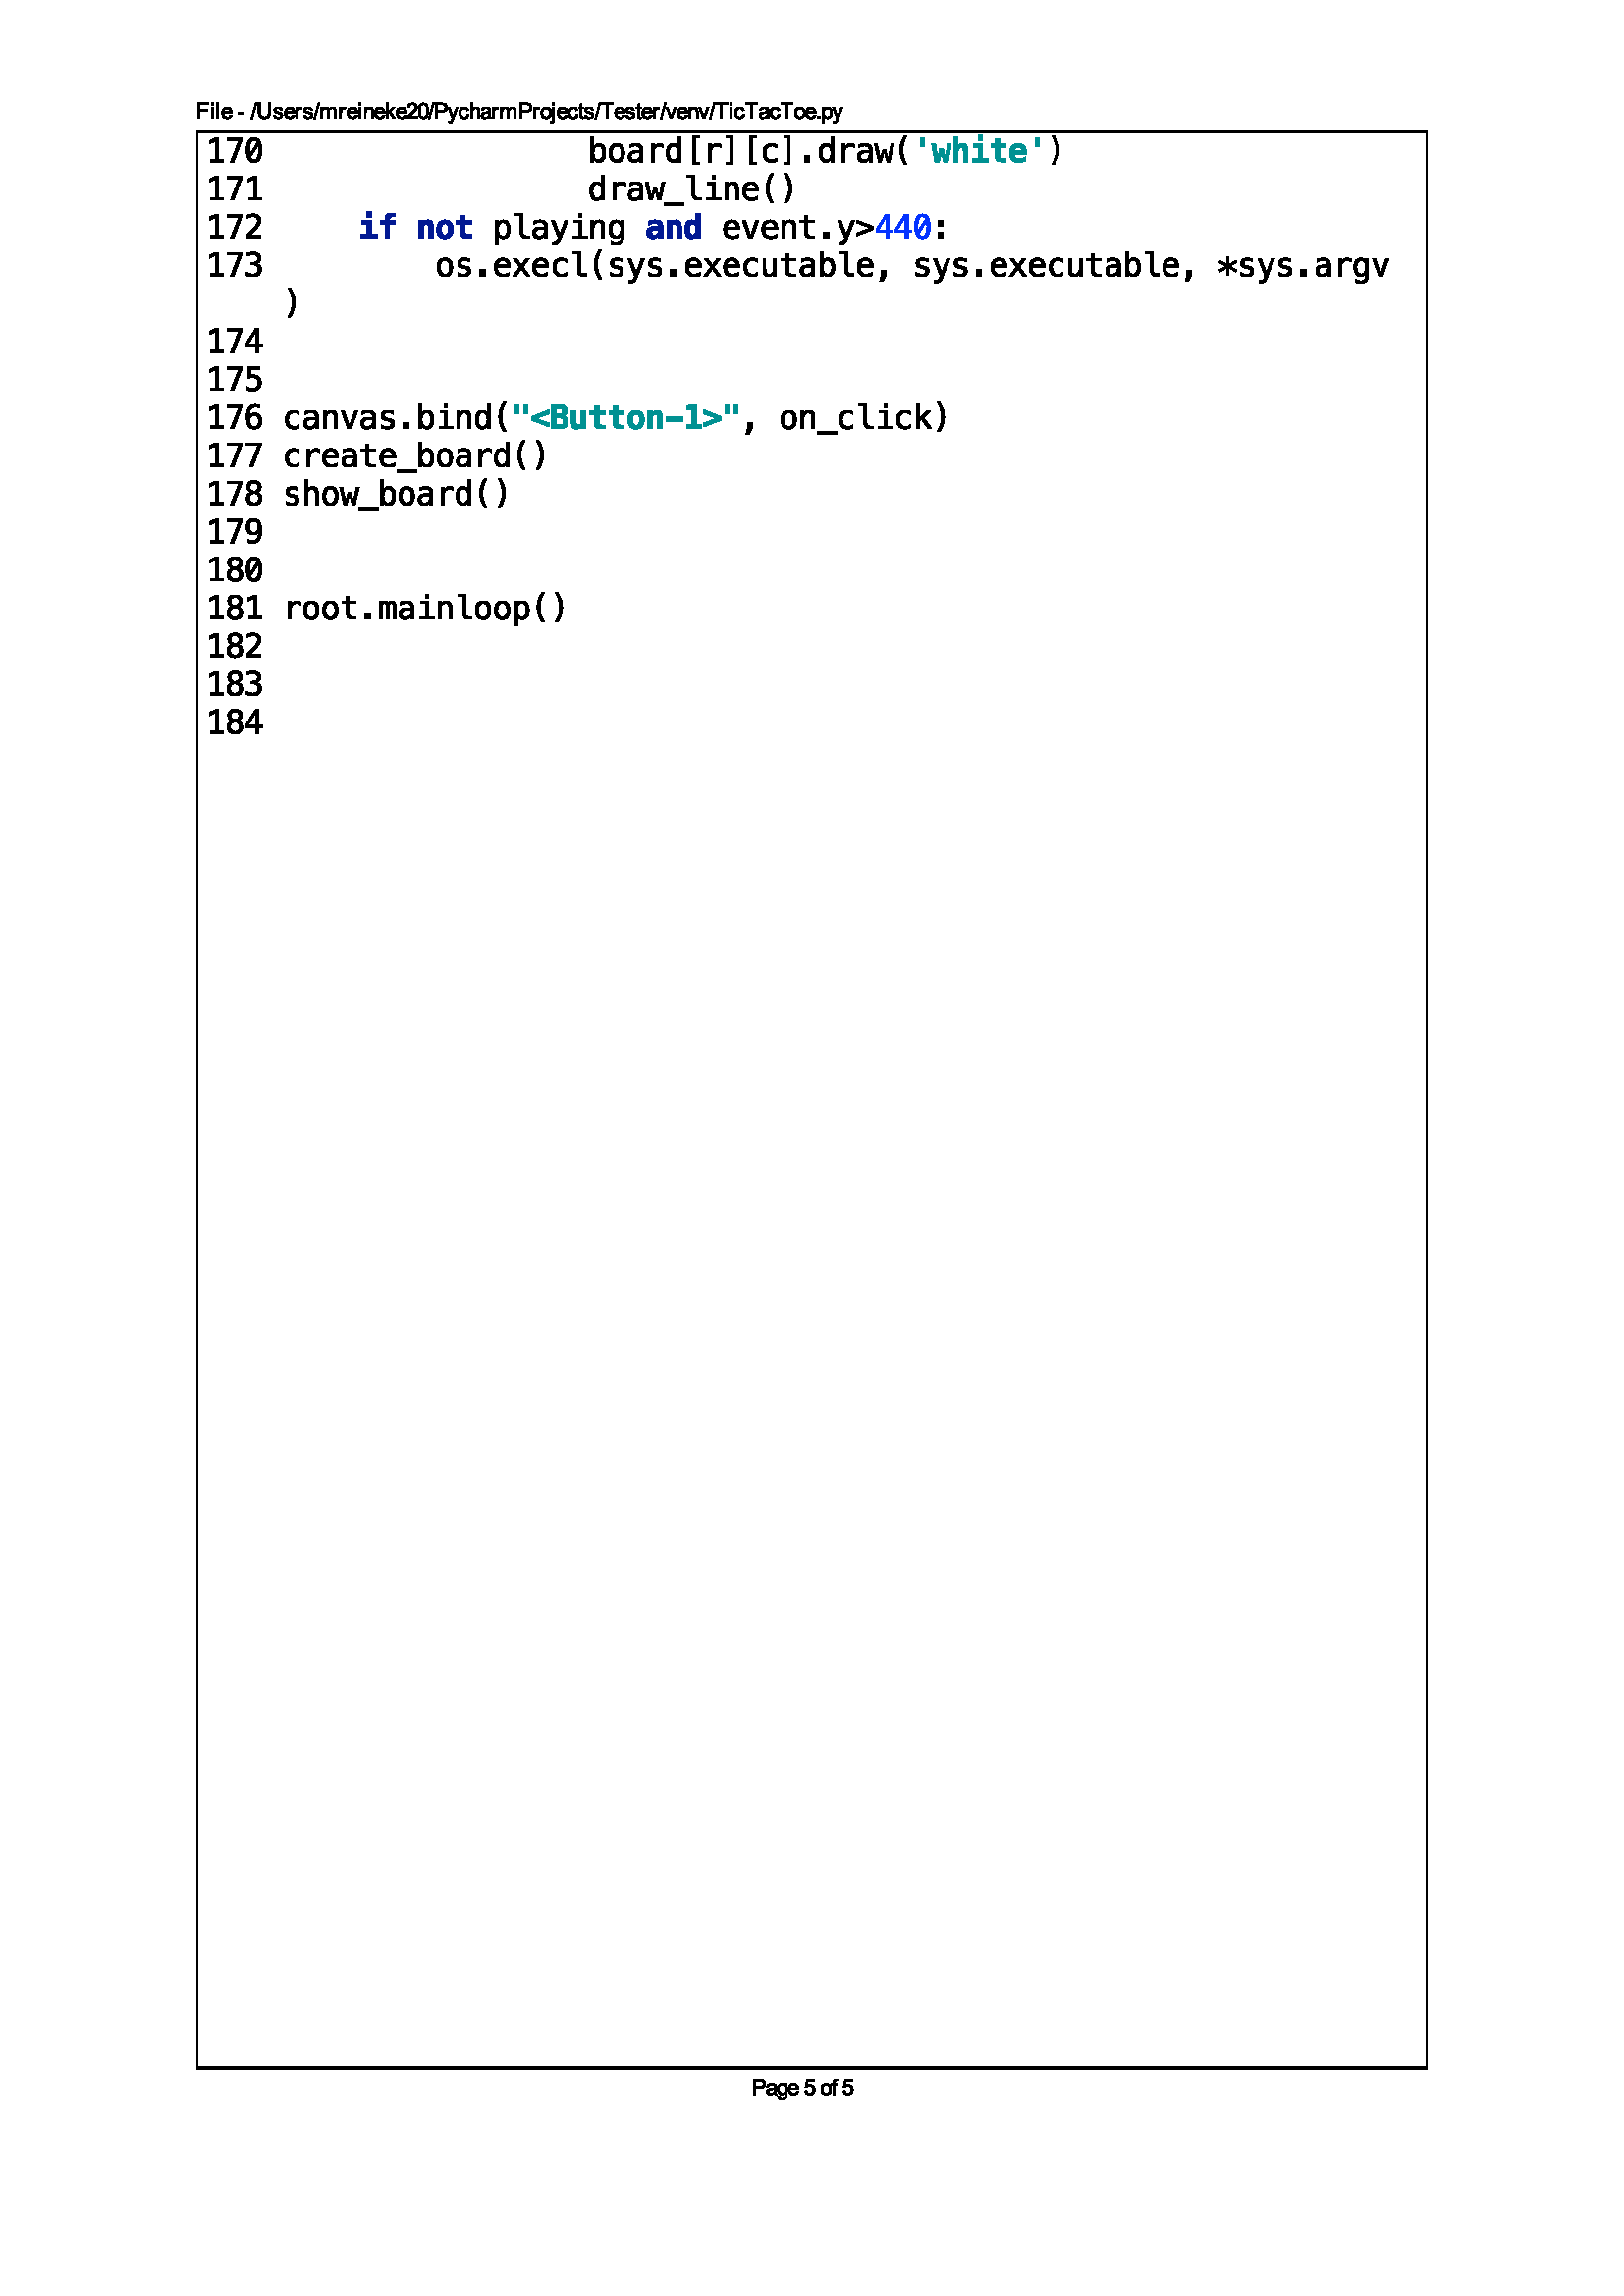 File - /Users/mreineke20/PycharmProjects/Tester/venv/TicTacToe.py
170                 board[r][c].draw('white')
171                 draw_line()
172     if not playing and event.y>440:
173         os.execl(sys.executable, sys.executable, *sys.argv
)
174
175
176 canvas.bind("<Button-1>", on_click)
177 create_board()
178 show_board()
179
180
181 root.mainloop()
182
183
184
Page 5 of 5